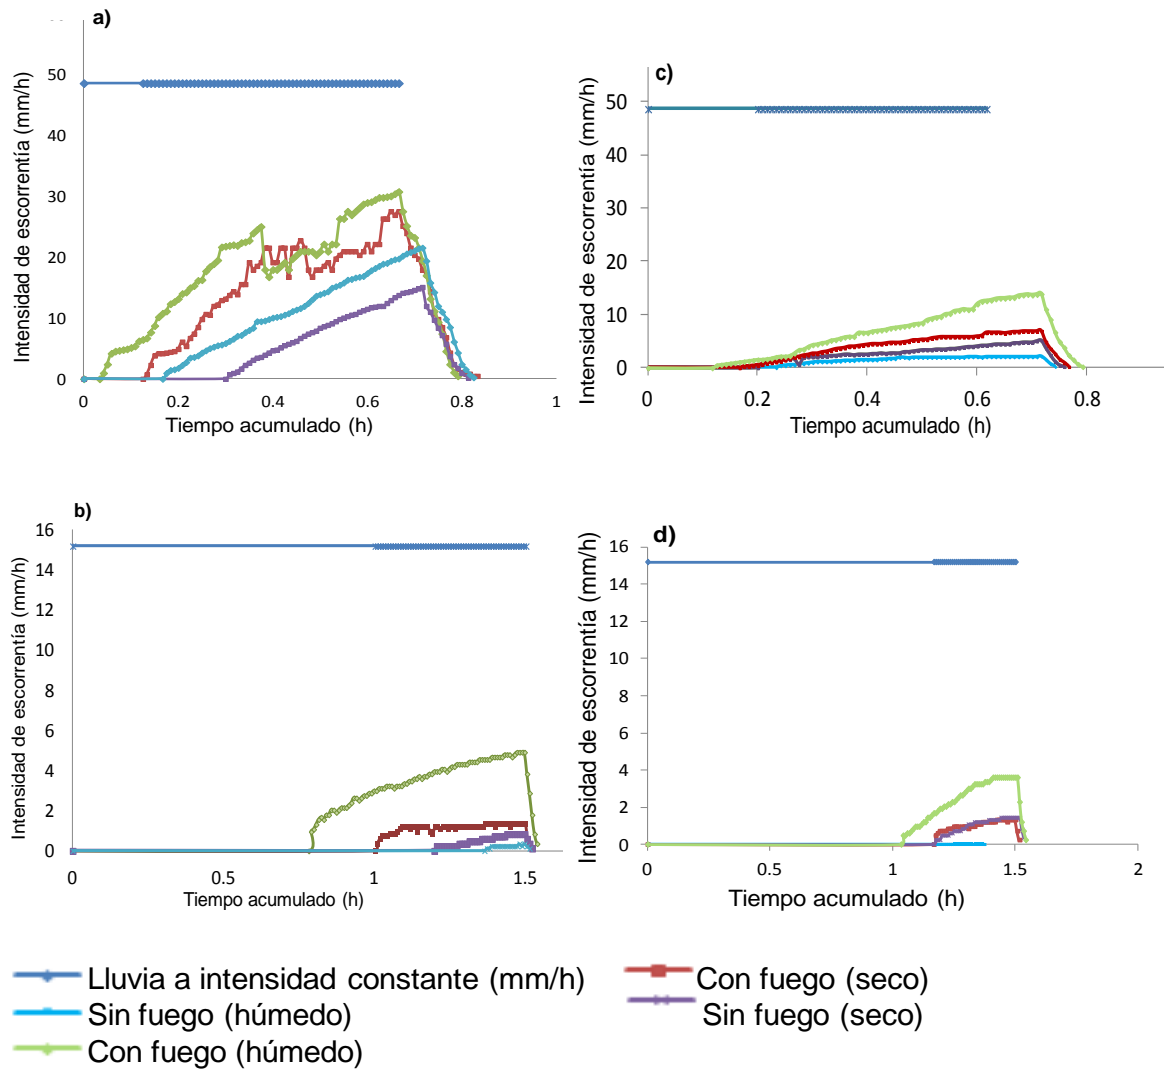 a)
50
40
30
20
10
0
0
0.2
0.4
0.6
0.8
1
Intensidad de escorrentía (mm/h)
Tiempo acumulado (h)
c)
50
40
30
20
10
0
0
0.2
0.4
0.6
0.8
Intensidad de escorrentía (mm/h)
Tiempo acumulado (h)
b)
16
14
12
10
8
6
4
2
0
0
0.5
1
1.5
Intensidad de escorrentía (mm/h)
Tiempo acumulado (h)
d)
16
14
12
10
8
6
4
2
0
0
0.5
1
1.5
2
Intensidad de escorrentía (mm/h)
Tiempo acumulado (h)
Lluvia a intensidad constante (mm/h)
Con fuego (seco)
Sin fuego (húmedo)
Sin fuego (seco)
Con fuego (húmedo)